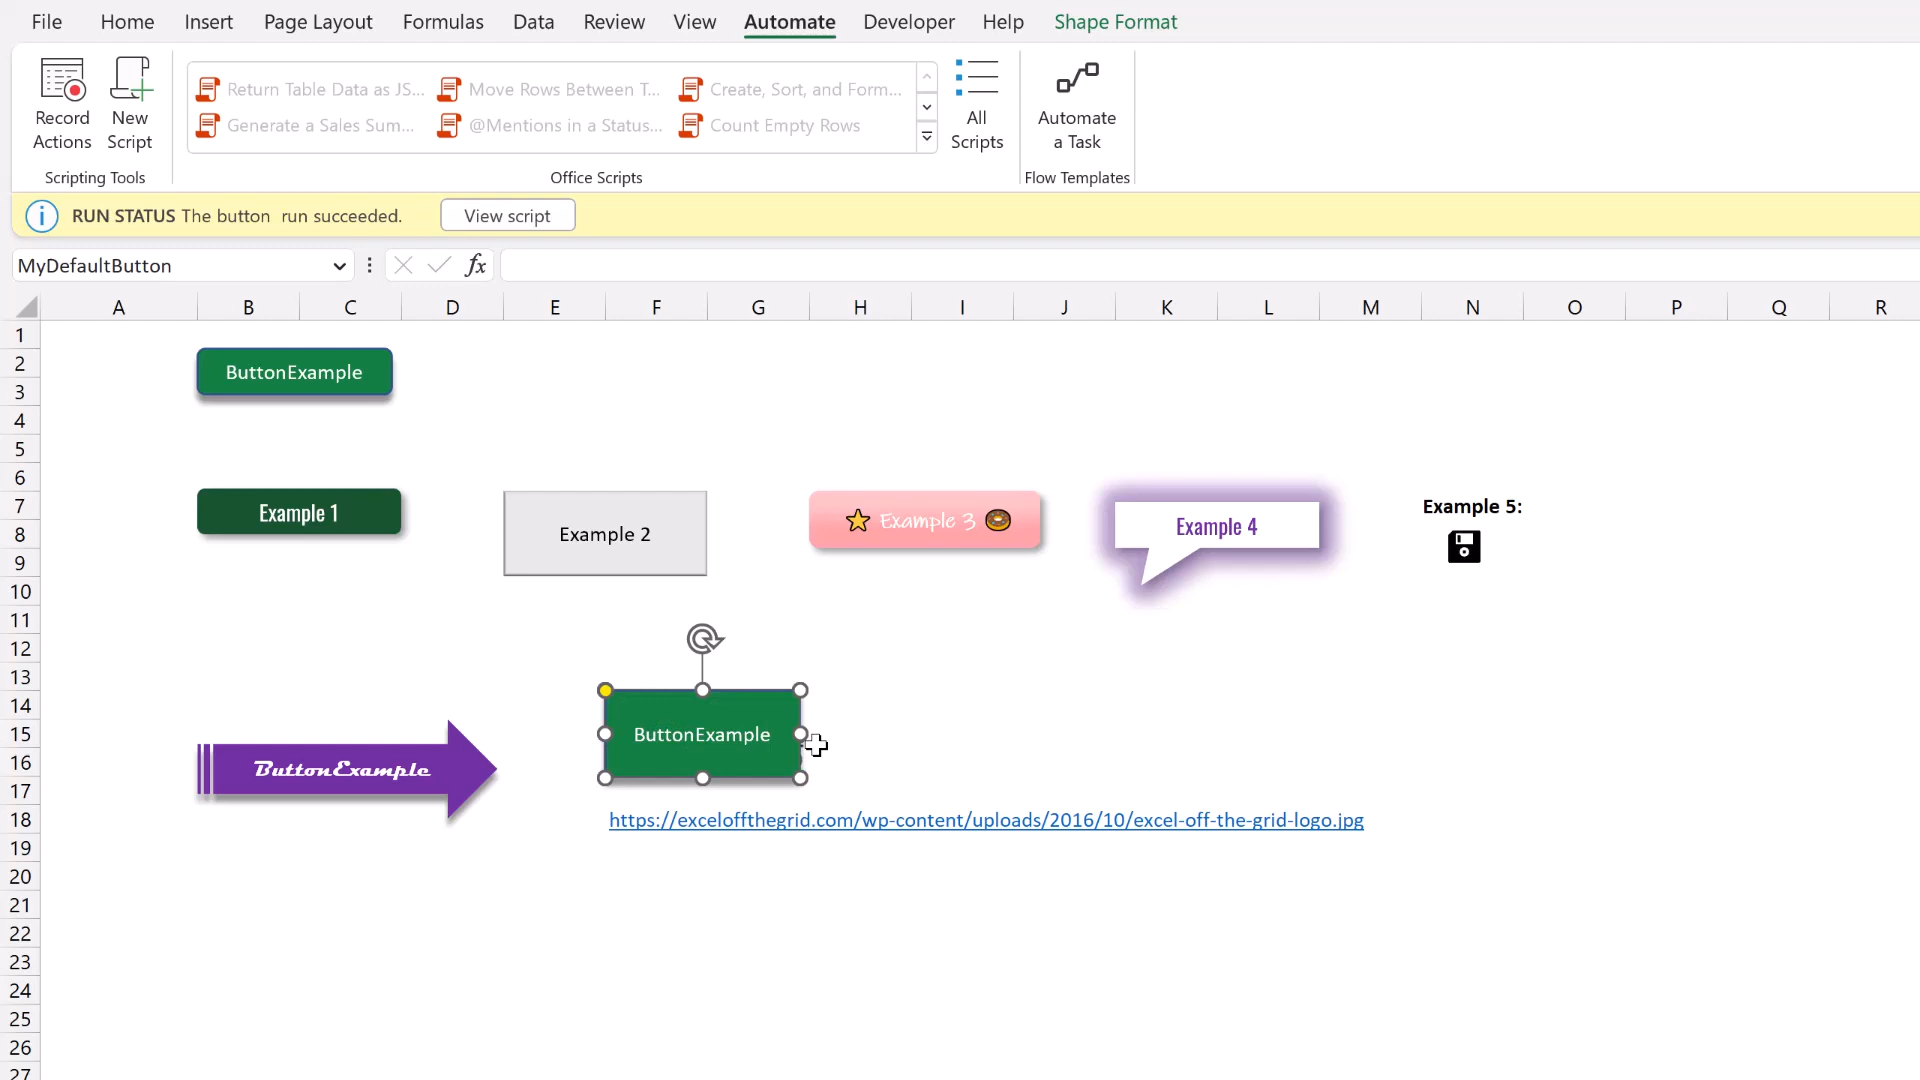 File Home Insert Page Layout Formulas Data Review View Automate Developer Help Shape Format
Record Actions
New Script
Return Table Data as JS... Move Rows Between T... Create, Sort, and Form...
Generate a Sales Sum... @Mentions in a Status... Count Empty Rows
All Scripts
Automate a Task
Scripting Tools Office Scripts Flow Templates
RUN STATUS The button run succeeded. View script
MyDefaultButton fx
A B C D E F G H I J K L M N O P Q R
1
2
3
4
5
6
7
8
9
10
11
12
13
14
15
16
17
18
19
20
21
22
23
24
25
26
27
ButtonExample
Example 1
Example 2
⭐ Example 3 🍩
Example 4
Example 5:
ButtonExample
ButtonExample
https://exceloffthegrid.com/wp-content/uploads/2016/10/excel-off-the-grid-logo.jpg